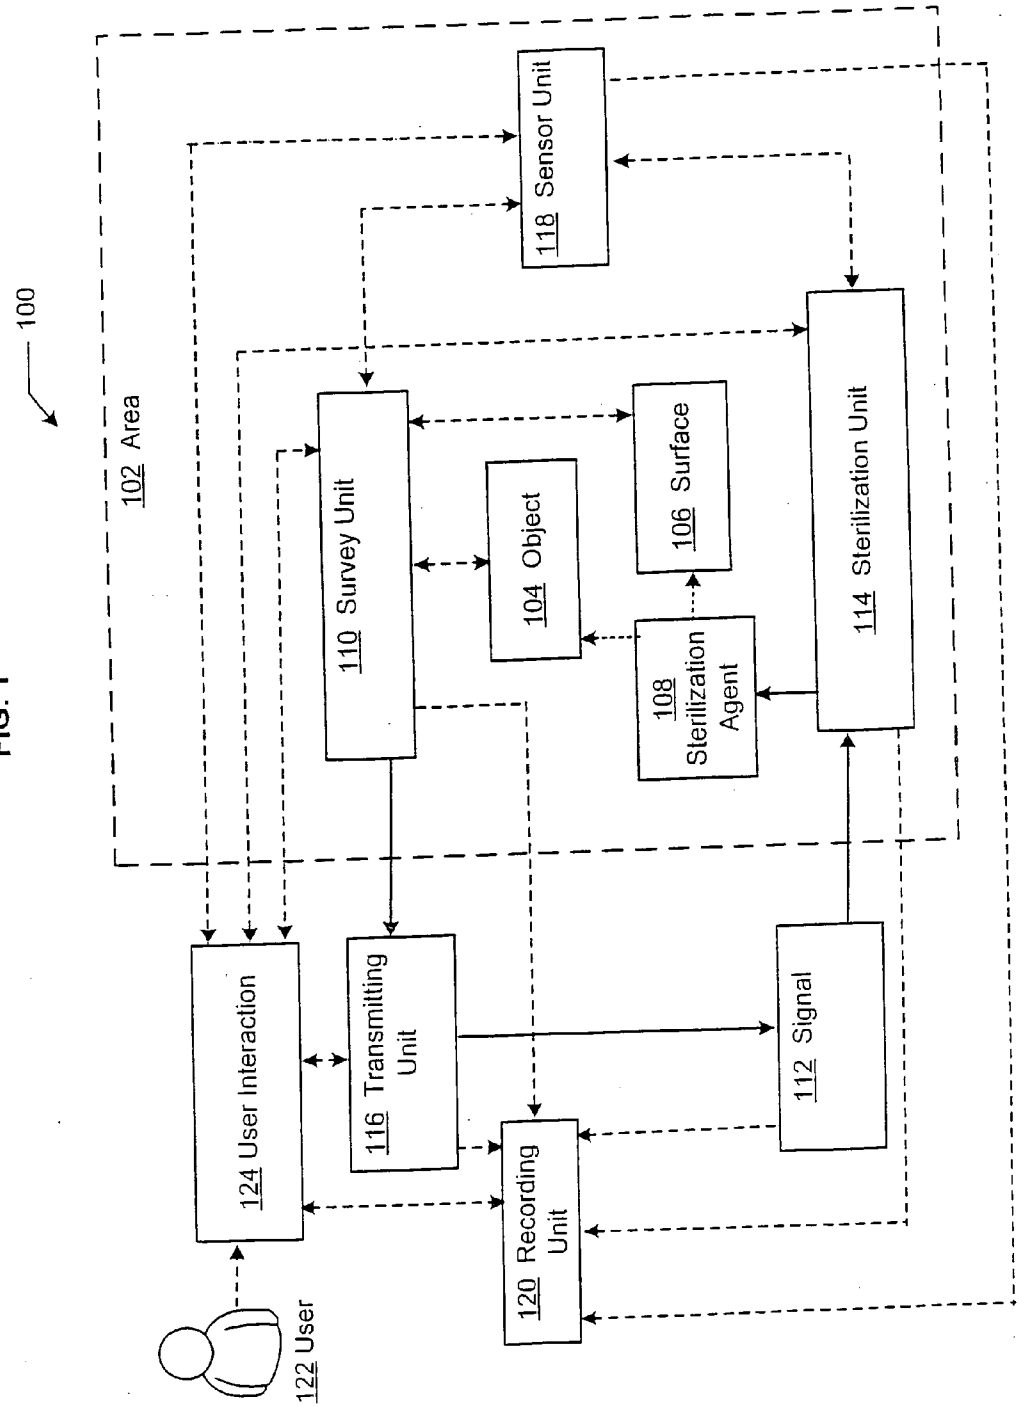 FIG. 1
100
102 Area
122 User
124 User Interaction
116 Transmitting
Unit
110 Survey Unit
118 Sensor Unit
120 Recording
Unit
104 Object
106 Surface
108
Sterilization
Agent
112 Signal
114 Sterilization Unit